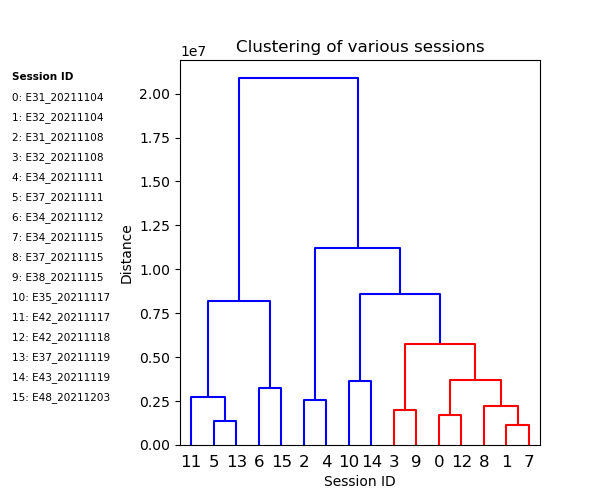 Clustering of various sessions
1e7
Session ID
0: E31_20211104
1: E32_20211104
2: E31_20211108
3: E32_20211108
4: E34_20211111
5: E37_20211111
6: E34_20211112
7: E34_20211115
8: E37_20211115
9: E38_20211115
10: E35_20211117
11: E42_20211117
12: E42_20211118
13: E37_20211119
14: E43_20211119
15: E48_20211203
Distance
2.00
1.75
1.50
1.25
1.00
0.75
0.50
0.25
0.00
11 5 13 6 15 2 4 10 14 3 9 0 12 8 1 7
Session ID